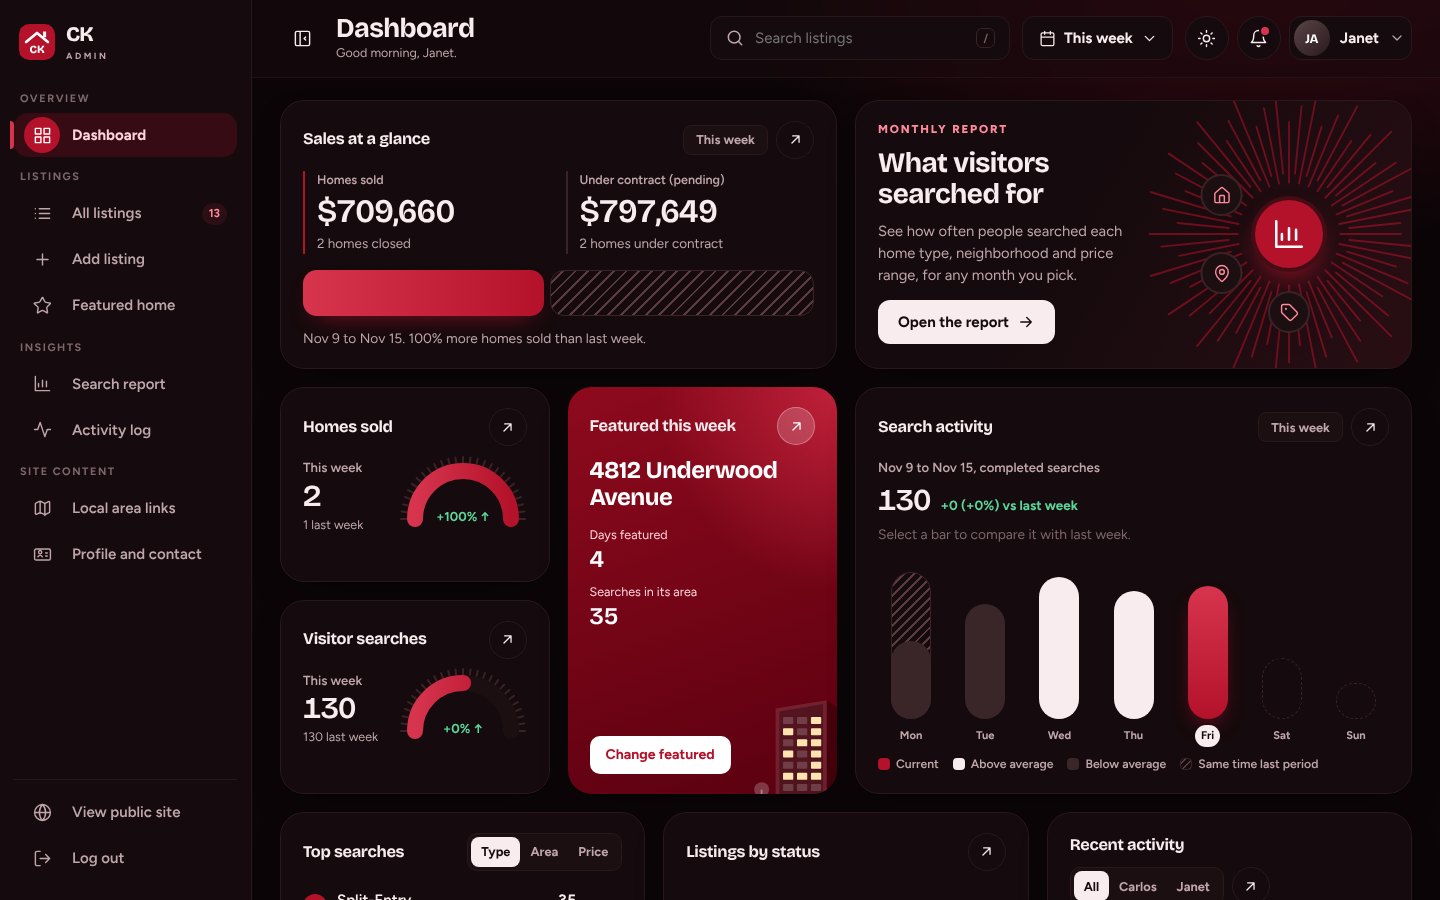 CK
CK
ADMIN
OVERVIEW
Dashboard
LISTINGS
All listings
13
Add listing
Featured home
INSIGHTS
Search report
Activity log
SITE CONTENT
Local area links
Profile and contact
View public site
Log out
Dashboard
Good morning, Janet.
Search listings
/
This week
JA
Janet
Sales at a glance
This week
Homes sold
$709,660
2 homes closed
Under contract (pending)
$797,649
2 homes under contract
Nov 9 to Nov 15. 100% more homes sold than last week.
MONTHLY REPORT
What visitors
searched for
See how often people searched each
home type, neighborhood and price
range, for any month you pick.
Open the report
Homes sold
This week
2
1 last week
+100% ↑
Visitor searches
This week
130
130 last week
+0% ↑
Featured this week
4812 Underwood
Avenue
Days featured
4
Searches in its area
35
Change featured
Search activity
This week
Nov 9 to Nov 15, completed searches
130 +0 (+0%) vs last week
Select a bar to compare it with last week.
Mon Tue Wed Thu Fri Sat Sun
Current Above average Below average Same time last period
Top searches
Type Area Price
Split-Entry 35
Listings by status
Recent activity
All Carlos Janet